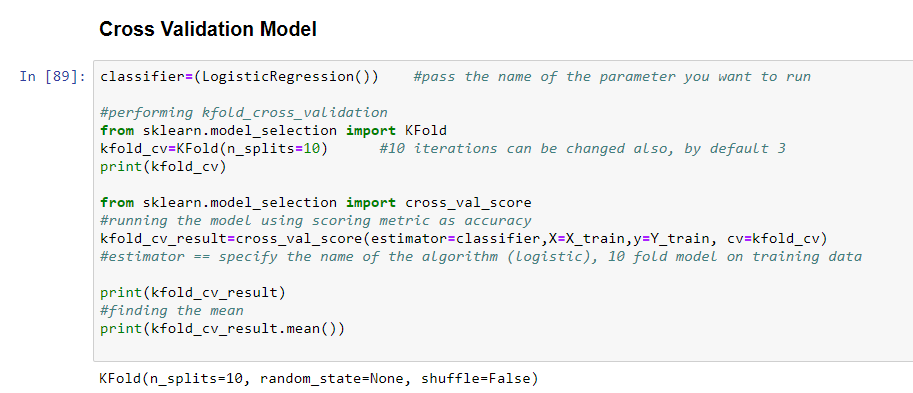 Cross Validation Model
In [89]: classifier=(LogisticRegression())    #pass the name of the parameter you want to run
#performing kfold_cross_validation
from sklearn.model_selection import KFold
kfold_cv=KFold(n_splits=10)      #10 iterations can be changed also, by default 3
print(kfold_cv)
from sklearn.model_selection import cross_val_score
#running the model using scoring metric as accuracy
kfold_cv_result=cross_val_score(estimator=classifier,X=X_train,y=Y_train, cv=kfold_cv)
#estimator == specify the name of the algorithm (logistic), 10 fold model on training data
print(kfold_cv_result)
#finding the mean
print(kfold_cv_result.mean())
KFold(n_splits=10, random_state=None, shuffle=False)